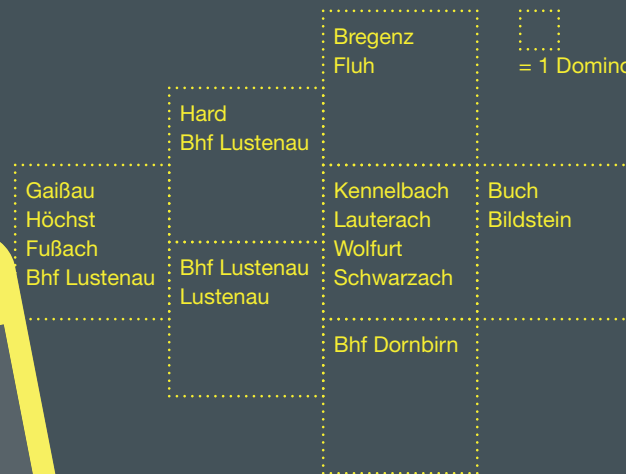 Bregenz
Fluh
= 1 Domino
Hard
Bhf Lustenau
Gaißau
Höchst
Fußach
Bhf Lustenau
Bhf Lustenau
Lustenau
Kennelbach
Lauterach
Wolfurt
Schwarzach
Buch
Bildstein
Bhf Dornbirn